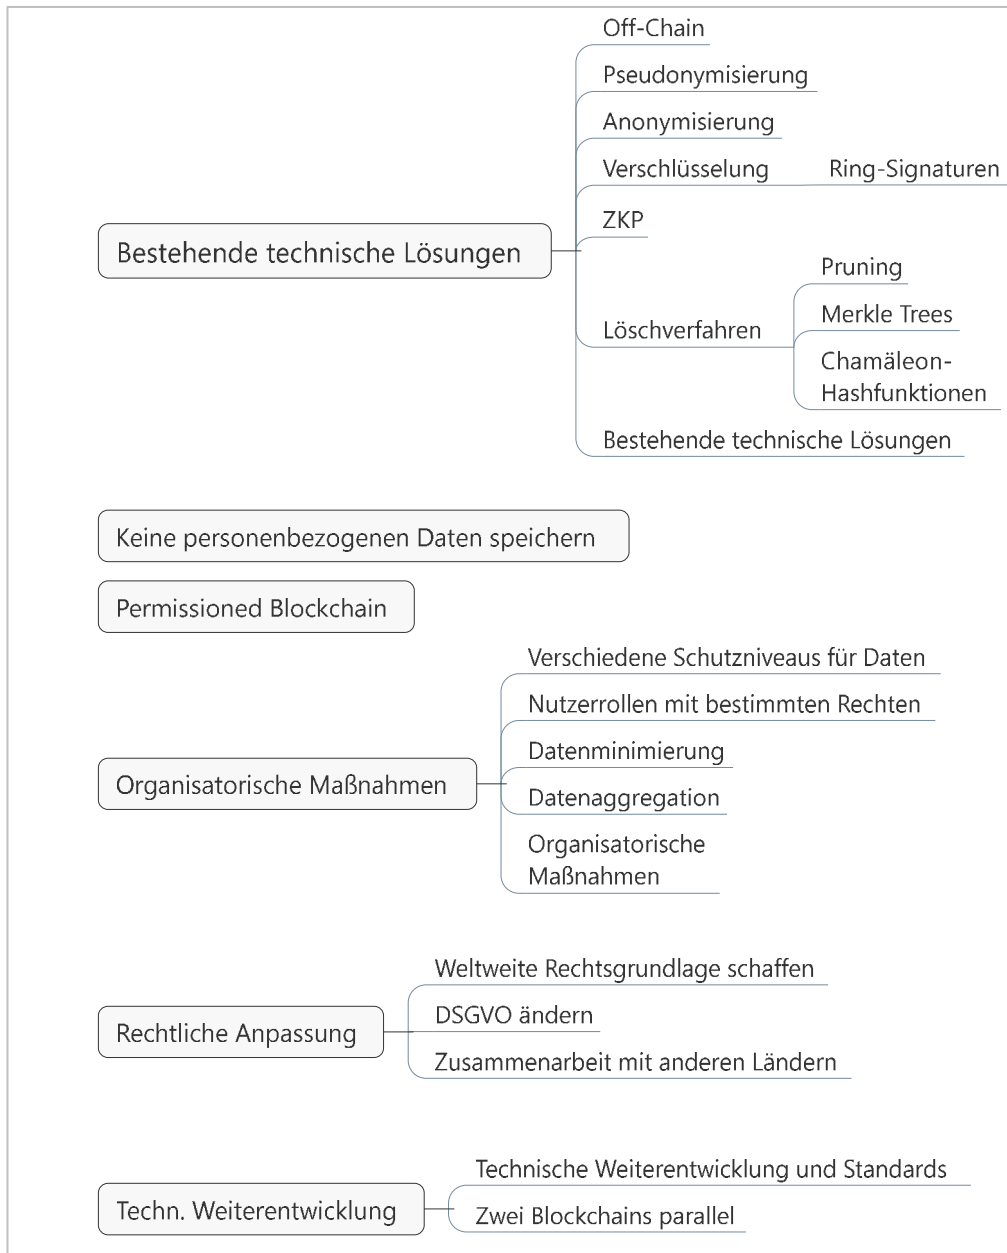 Off-Chain
Pseudonymisierung
Anonymisierung
Verschlüsselung
Ring-Signaturen
Bestehende technische Lösungen
ZKP
Löschverfahren
Pruning
Merkle Trees
Chamäleon-
Hashfunktionen
Bestehende technische Lösungen
Keine personenbezogenen Daten speichern
Permissioned Blockchain
Organisatorische Maßnahmen
Verschiedene Schutzniveaus für Daten
Nutzerrollen mit bestimmten Rechten
Datenminimierung
Datenaggregation
Organisatorische
Maßnahmen
Rechtliche Anpassung
Weltweite Rechtsgrundlage schaffen
DSGVO ändern
Zusammenarbeit mit anderen Ländern
Techn. Weiterentwicklung
Technische Weiterentwicklung und Standards
Zwei Blockchains parallel